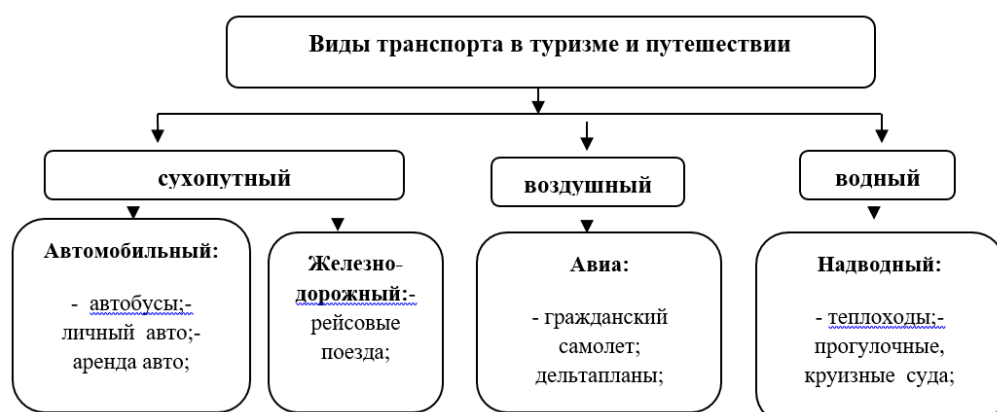 Виды транспорта в туризме и путешествии
сухопутный
воздушный
водный
Автомобильный:
- автобусы;-
личный авто;-
аренда авто;
Железно-
дорожный:-
рейсовые
поезда;
Авиа:
- гражданский
самолет;
дельтапланы;
Надводный:
- теплоходы;-
прогулочные,
круизные суда;